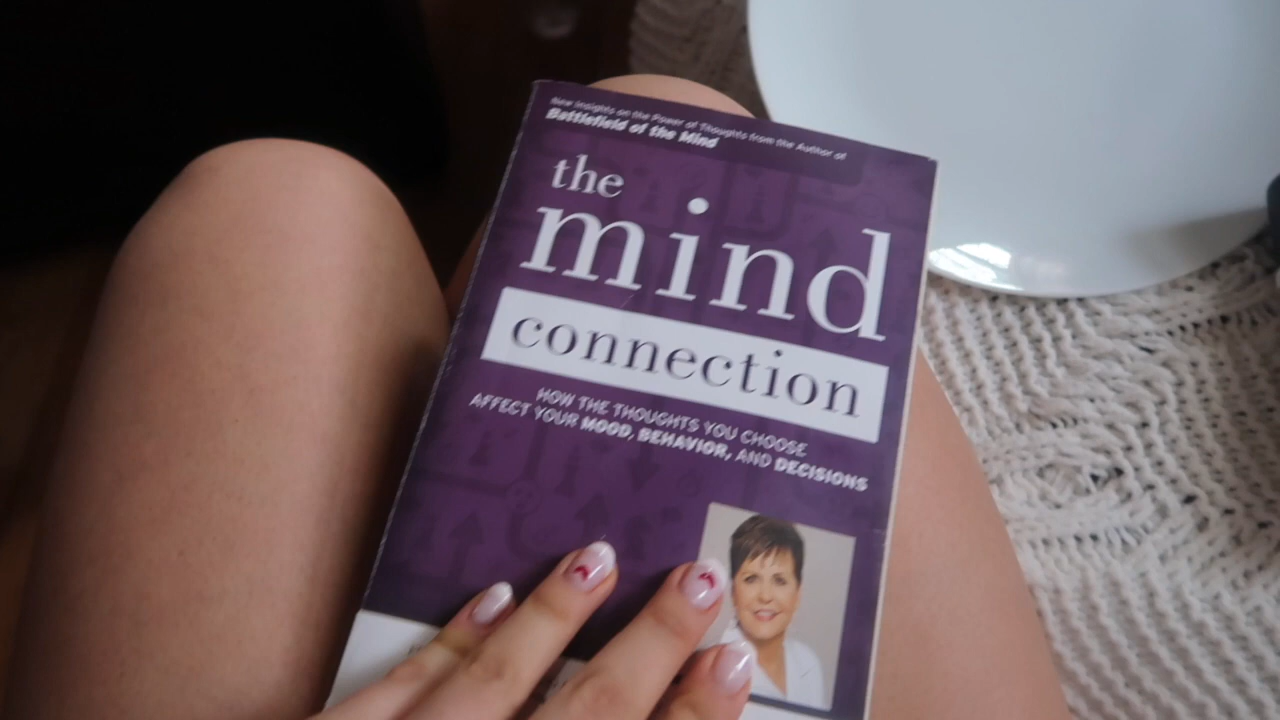 New Insights on the Power of Thoughts from the Author of
Battlefield of the Mind
the
mind
connection
HOW THE THOUGHTS YOU CHOOSE
AFFECT YOUR MOOD, BEHAVIOR, AND DECISIONS